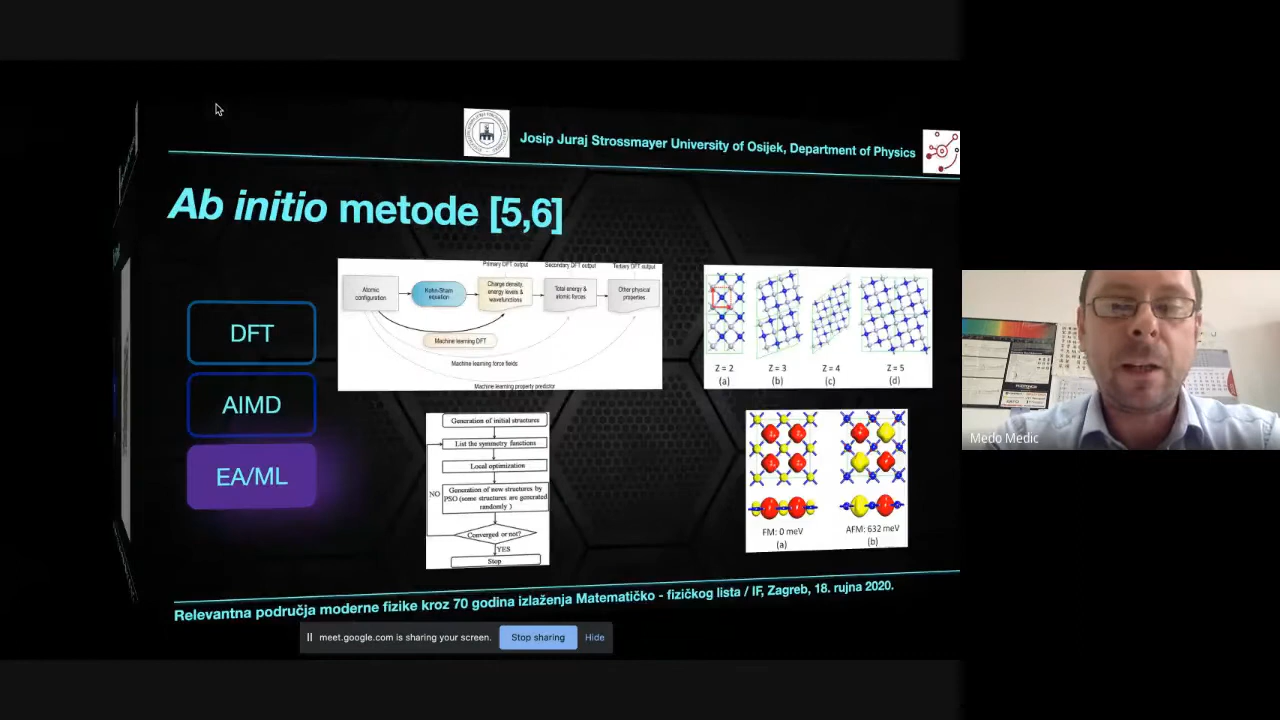 Josip Juraj Strossmayer University of Osijek, Department of Physics
Ab initio metode [5,6]
DFT
AIMD
EA/ML
Primary DFT output
Secondary DFT output
Tertiary DFT output
Atomic
configuration
Kohn-Sham
equation
Charge density,
energy levels &
wavefunctions
Total energy &
atomic forces
Other physical
properties
Machine learning DFT
Machine learning force fields
Machine learning property predictor
Z = 2
(a)
Z = 3
(b)
Z = 4
(c)
Z = 5
(d)
Generation of initial structures
List the symmetry functions
Local optimization
Generation of new structures by
PSO (some structures are generated
randomly )
Converged or not?
NO
YES
Stop
FM: 0 meV
(a)
AFM: 632 meV
(b)
Medo Medic
Relevantna područja moderne fizike kroz 70 godina izlaženja Matematičko - fizičkog lista / IF, Zagreb, 18. rujna 2020.
meet.google.com is sharing your screen.
Stop sharing
Hide